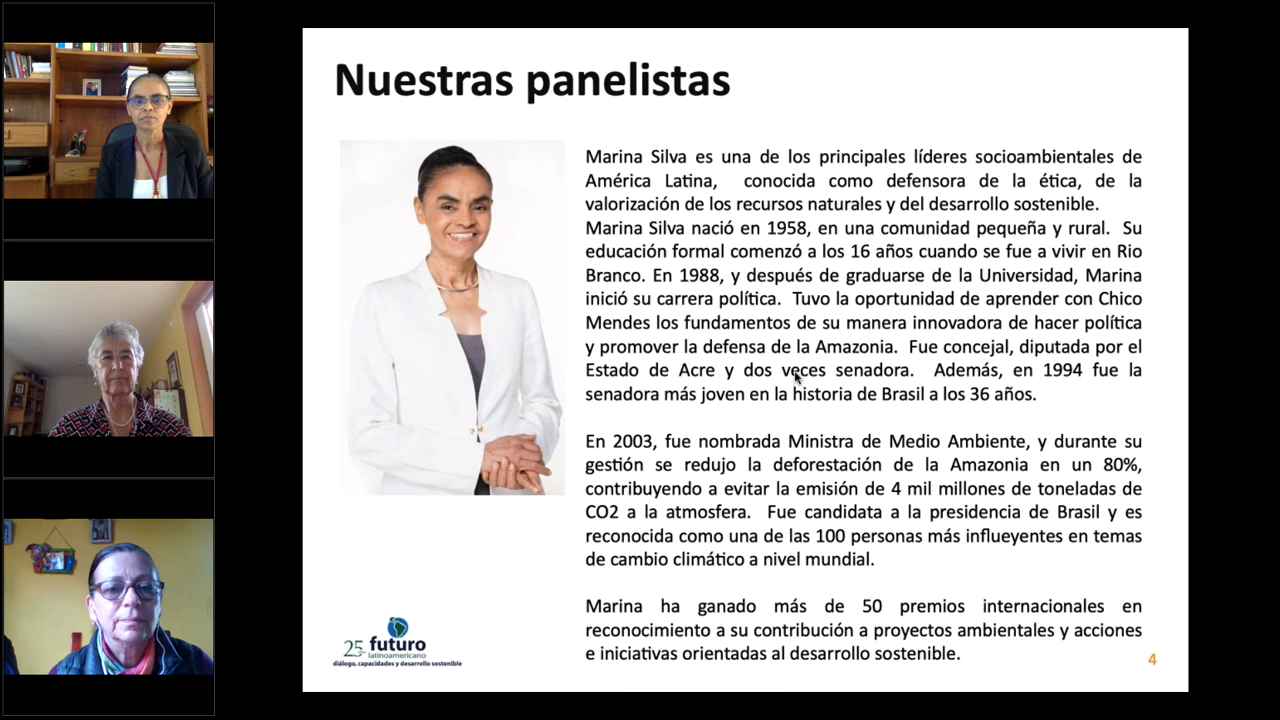 Nuestras panelistas
Marina Silva es una de los principales líderes socioambientales de
América Latina, conocida como defensora de la ética, de la
valorización de los recursos naturales y del desarrollo sostenible.
Marina Silva nació en 1958, en una comunidad pequeña y rural. Su
educación formal comenzó a los 16 años cuando se fue a vivir en Rio
Branco. En 1988, y después de graduarse de la Universidad, Marina
inició su carrera política. Tuvo la oportunidad de aprender con Chico
Mendes los fundamentos de su manera innovadora de hacer política
y promover la defensa de la Amazonia. Fue concejal, diputada por el
Estado de Acre y dos veces senadora. Además, en 1994 fue la
senadora más joven en la historia de Brasil a los 36 años.
En 2003, fue nombrada Ministra de Medio Ambiente, y durante su
gestión se redujo la deforestación de la Amazonia en un 80%,
contribuyendo a evitar la emisión de 4 mil millones de toneladas de
CO2 a la atmosfera. Fue candidata a la presidencia de Brasil y es
reconocida como una de las 100 personas más influeyentes en temas
de cambio climático a nivel mundial.
Marina ha ganado más de 50 premios internacionales en
reconocimiento a su contribución a proyectos ambientales y acciones
e iniciativas orientadas al desarrollo sostenible.
25 futuro
latinoamericano
diálogo, capacidades y desarrollo sostenible
4